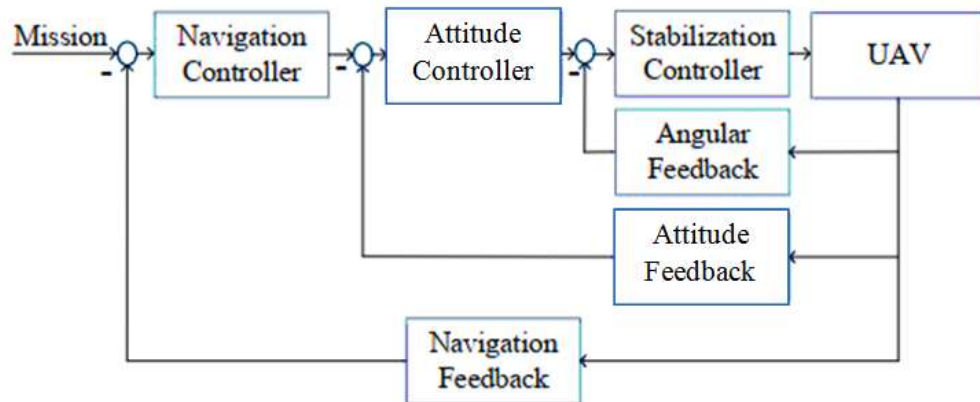 Mission
-
Navigation
Controller
-
Attitude
Controller
-
Stabilization
Controller
UAV
Angular
Feedback
Attitude
Feedback
Navigation
Feedback